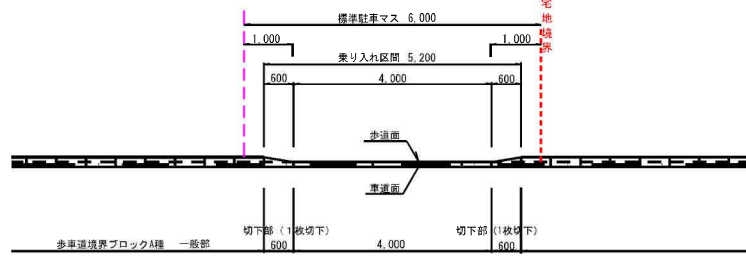 宅地境界
標準駐車マス 6,000
1,000 1,000
乗り入れ区間 5,200
600 4,000 600
歩道面
車道面
切下部(1枚切下) 切下部(1枚切下)
歩車道境界ブロックA種 一般部 600 4,000 600